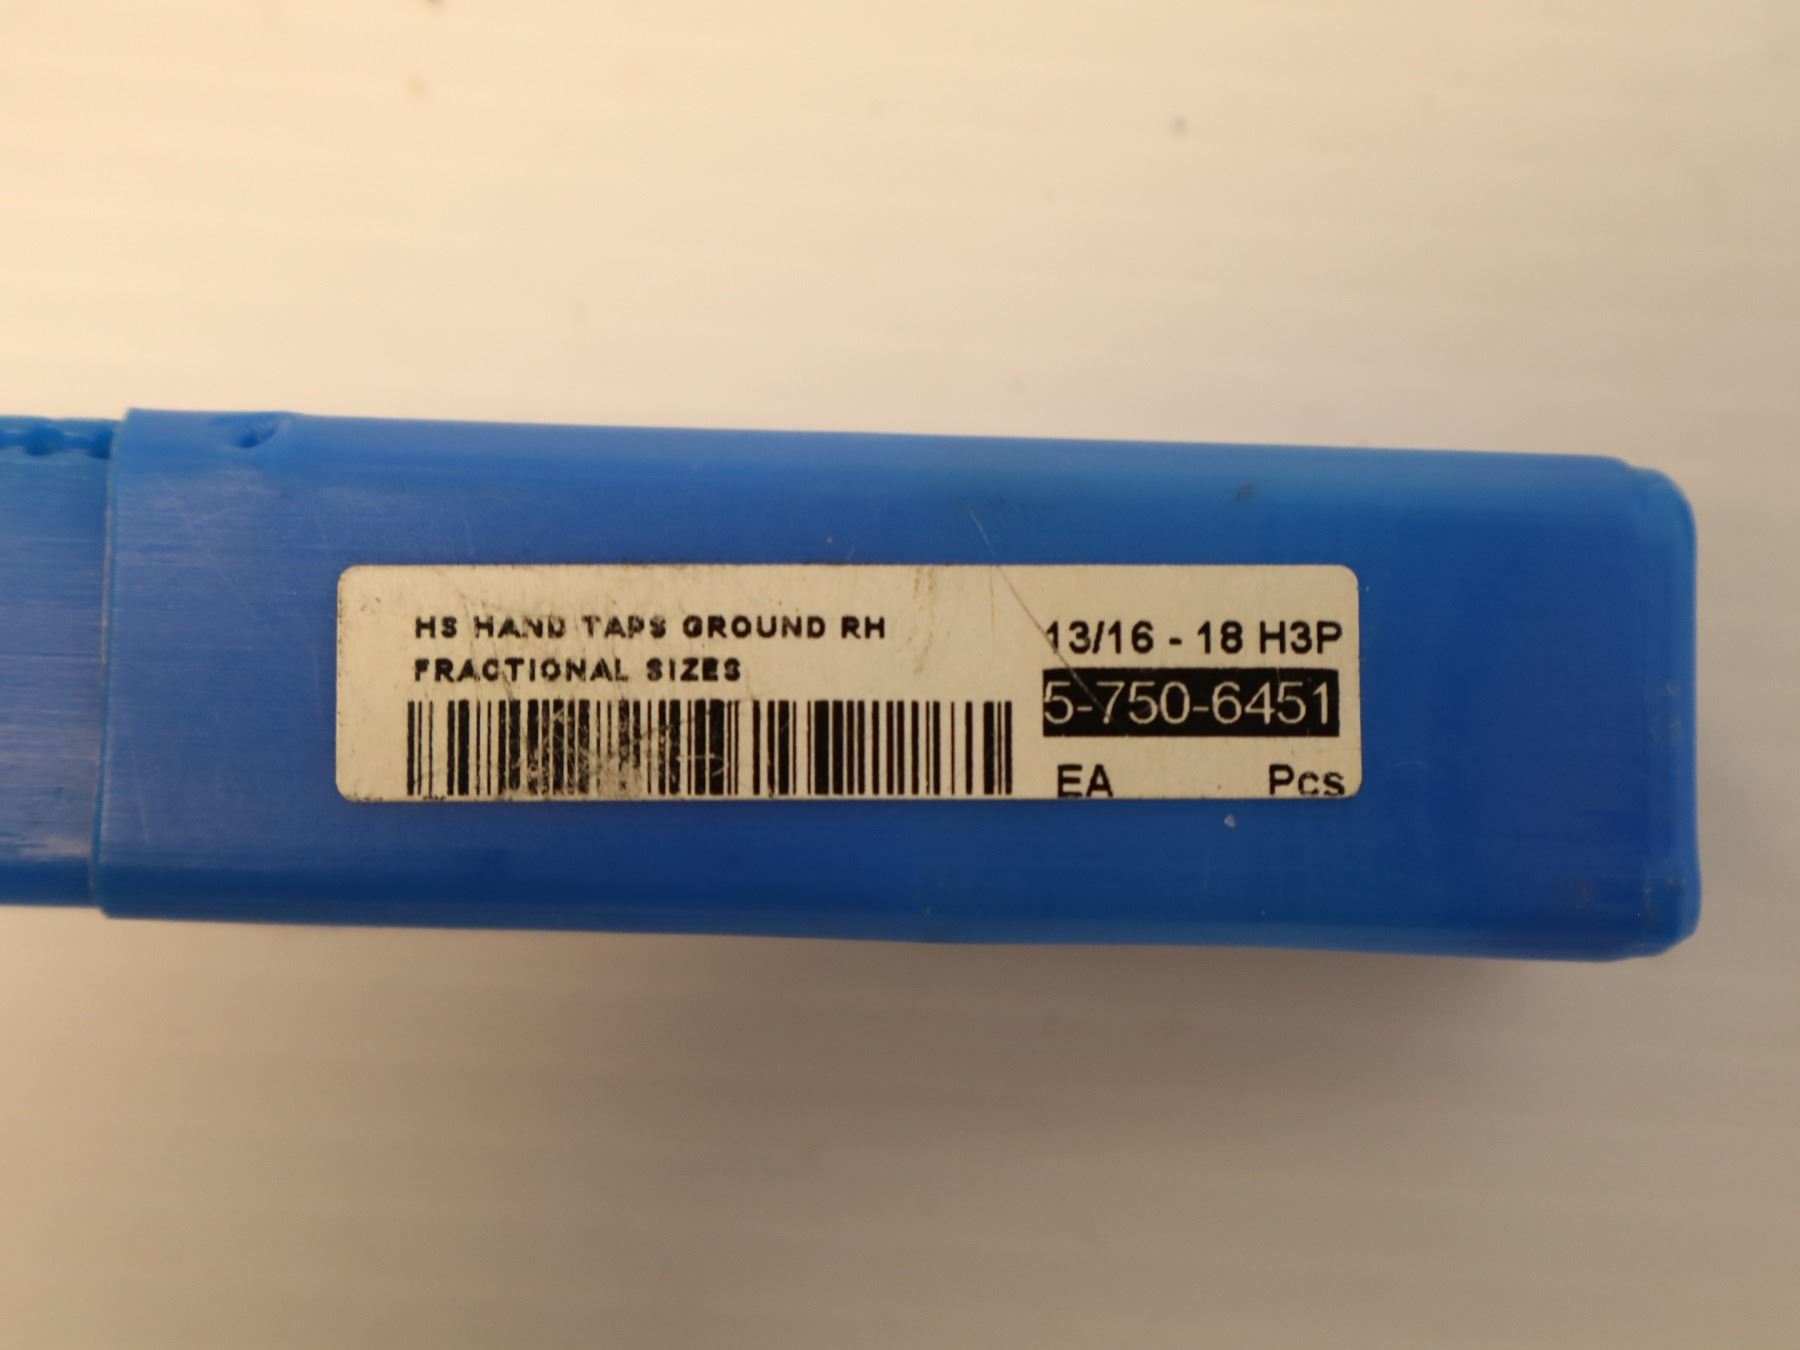 HS HAND TAPS GROUND RH
FRACTIONAL SIZES
13/16 - 18 H3P
5-750-6451
EA Pcs